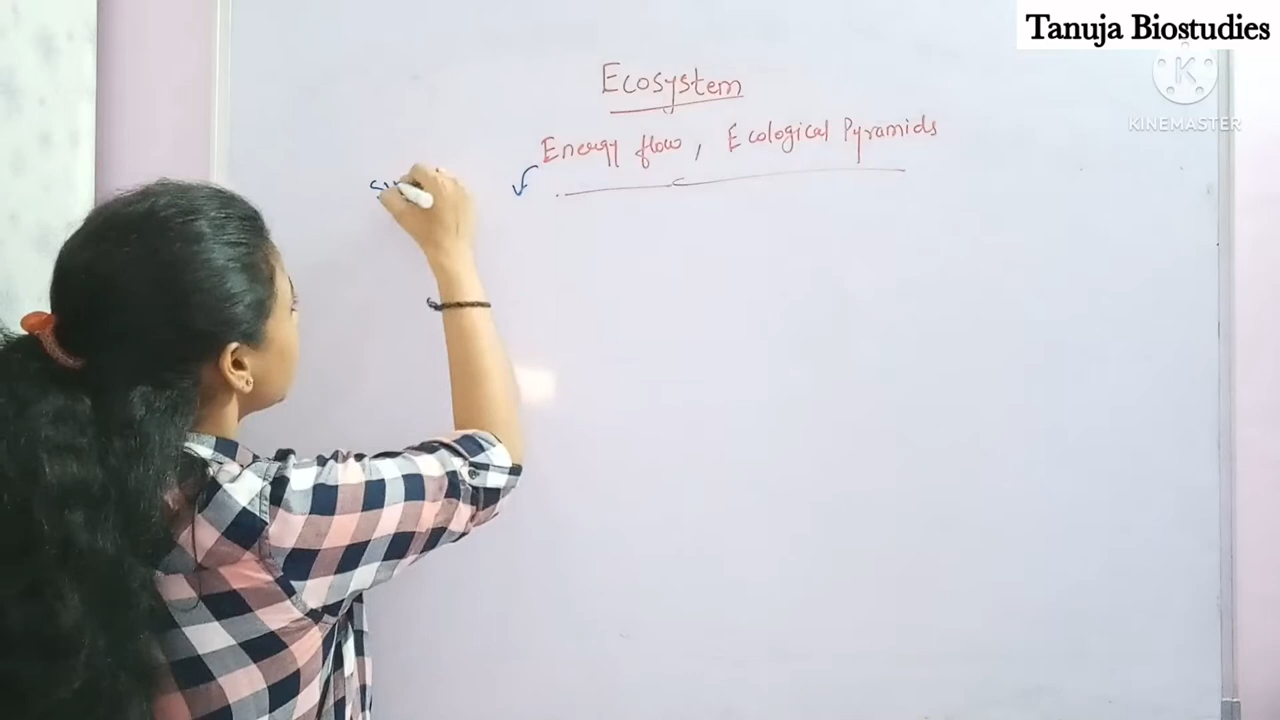 Tanuja Biostudies
KINEMASTER
Ecosystem
Energy flow, Ecological Pyramids